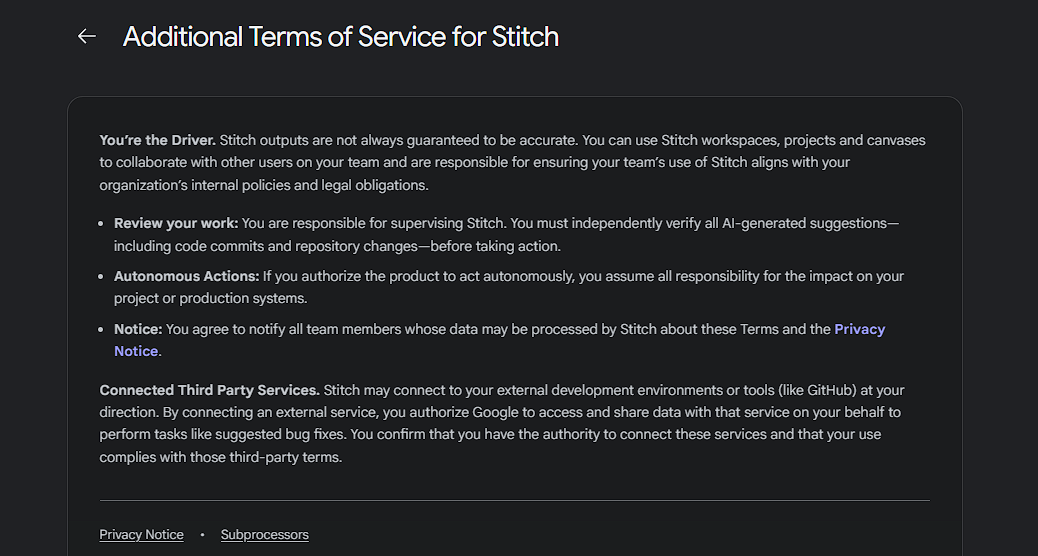 Additional Terms of Service for Stitch
You're the Driver. Stitch outputs are not always guaranteed to be accurate. You can use Stitch workspaces, projects and canvases
to collaborate with other users on your team and are responsible for ensuring your team's use of Stitch aligns with your
organization's internal policies and legal obligations.
• Review your work: You are responsible for supervising Stitch. You must independently verify all AI-generated suggestions—
including code commits and repository changes—before taking action.
• Autonomous Actions: If you authorize the product to act autonomously, you assume all responsibility for the impact on your
project or production systems.
• Notice: You agree to notify all team members whose data may be processed by Stitch about these Terms and the Privacy
Notice.
Connected Third Party Services. Stitch may connect to your external development environments or tools (like GitHub) at your
direction. By connecting an external service, you authorize Google to access and share data with that service on your behalf to
perform tasks like suggested bug fixes. You confirm that you have the authority to connect these services and that your use
complies with those third-party terms.
Privacy Notice • Subprocessors